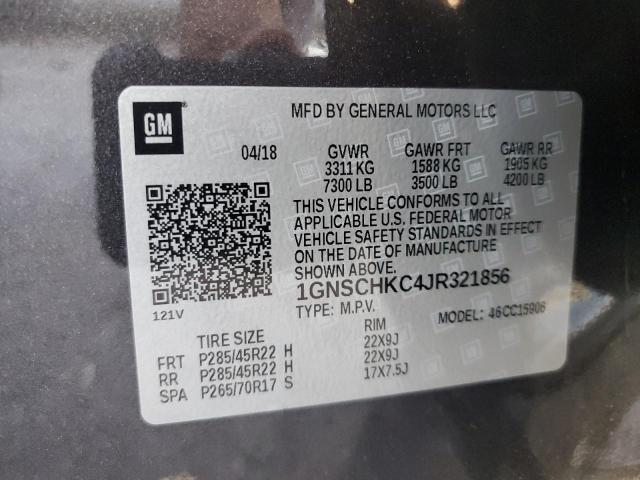 GM
MFD BY GENERAL MOTORS LLC
04/18 GVWR GAWR FRT GAWR RR
3311 KG 1588 KG 1905 KG
7300 LB 3500 LB 4200 LB
THIS VEHICLE CONFORMS TO ALL
APPLICABLE U.S. FEDERAL MOTOR
VEHICLE SAFETY STANDARDS IN EFFECT
ON THE DATE OF MANUFACTURE
SHOWN ABOVE.
1GNSCHKC4JR321856
121V
TYPE: M.P.V. MODEL: 46CC15906
TIRE SIZE RIM
FRT P285/45R22 H 22X9J
RR P285/45R22 H 22X9J
SPA P265/70R17 S 17X7.5J